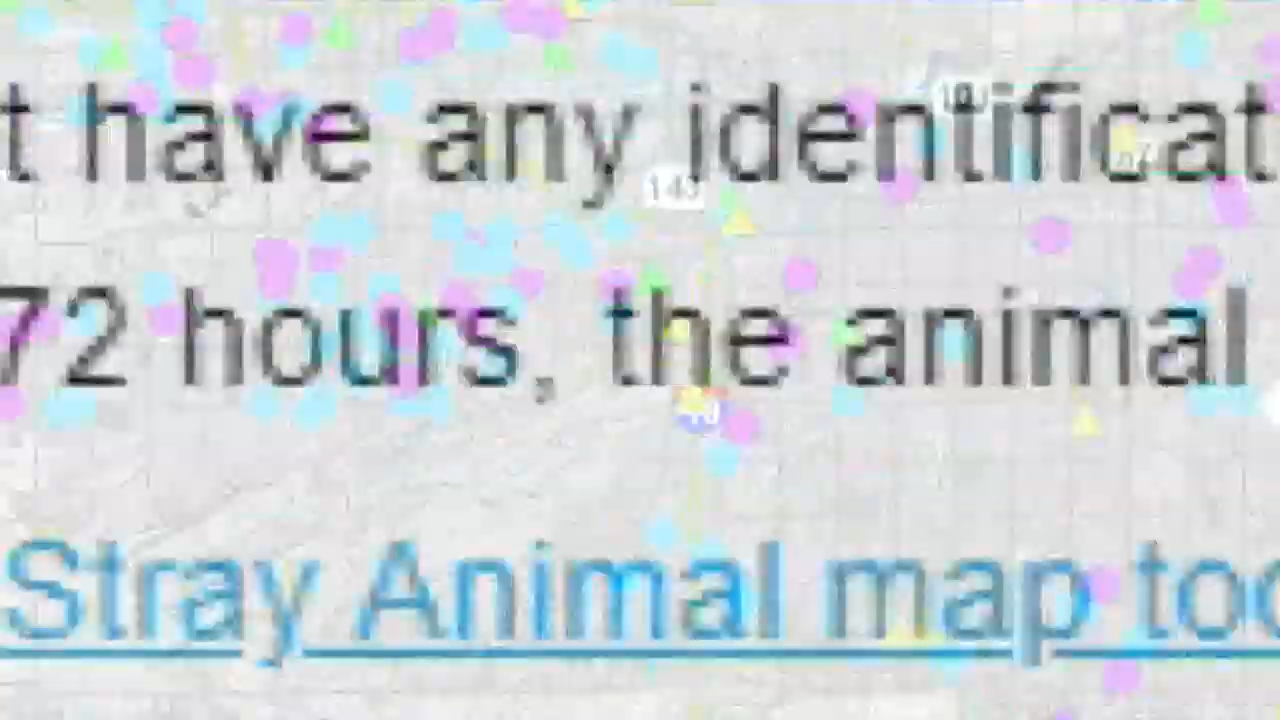 t have any identificat
72 hours, the animal
Stray Animal map too